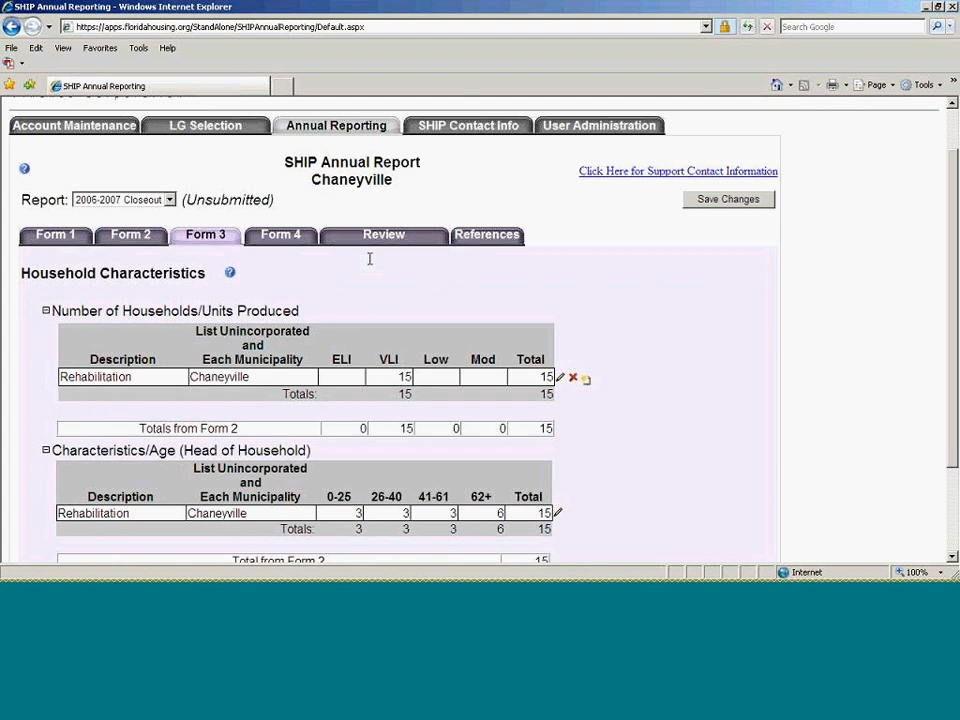 SHIP Annual Reporting - Windows Internet Explorer
https://apps.floridahousing.org/StandAlone/SHIPAnnualReporting/Default.aspx
Search Google
File Edit View Favorites Tools Help
SHIP Annual Reporting
Page Tools
Account Maintenance LG Selection Annual Reporting SHIP Contact Info User Administration
SHIP Annual Report
Chaneyville
Click Here for Support Contact Information
Report: 2006-2007 Closeout (Unsubmitted)
Save Changes
Form 1 Form 2 Form 3 Form 4 Review References
Household Characteristics
Number of Households/Units Produced
List Unincorporated
and
Description Each Municipality ELI VLI Low Mod Total
Rehabilitation Chaneyville 15 15
Totals: 15 15
Totals from Form 2 0 15 0 0 15
Characteristics/Age (Head of Household)
List Unincorporated
and
Description Each Municipality 0-25 26-40 41-61 62+ Total
Rehabilitation Chaneyville 3 3 3 6 15
Totals: 3 3 3 6 15
Total from Form 2 15
Internet 100%